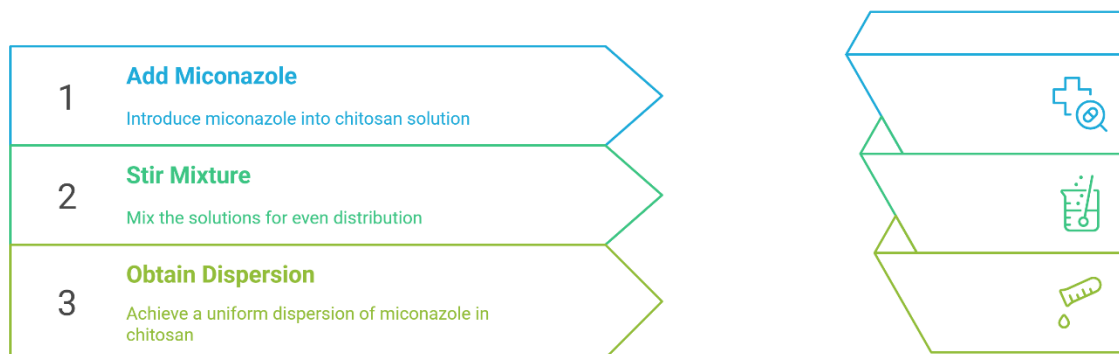 1
Add Miconazole
Introduce miconazole into chitosan solution
2
Stir Mixture
Mix the solutions for even distribution
3
Obtain Dispersion
Achieve a uniform dispersion of miconazole in
chitosan